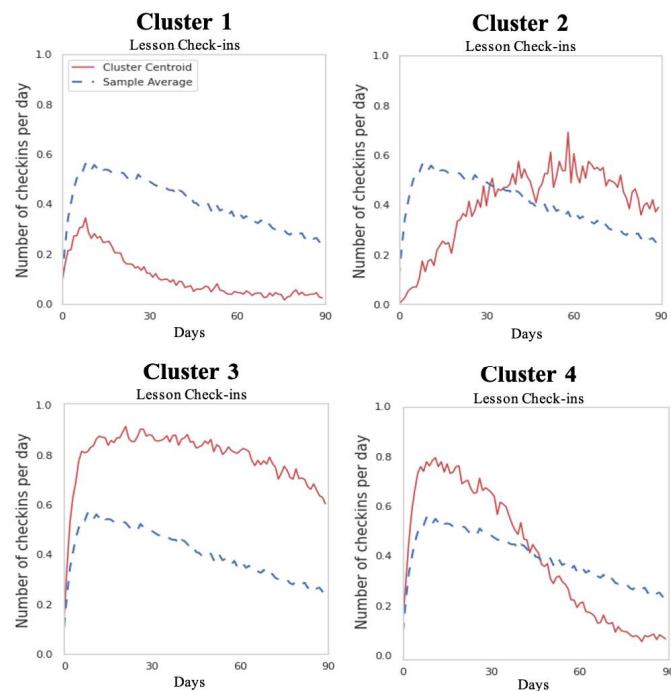 Cluster 1
Lesson Check-ins
Number of checkins per day
1.0
0.8
0.6
0.4
0.2
0.0
Cluster Centroid
Sample Average
0 30 60 90
Days
Cluster 2
Lesson Check-ins
Number of checkins per day
1.0
0.8
0.6
0.4
0.2
0.0
0 30 60 90
Days
Cluster 3
Lesson Check-ins
Number of checkins per day
1.0
0.8
0.6
0.4
0.2
0.0
0 30 60 90
Days
Cluster 4
Lesson Check-ins
Number of checkins per day
1.0
0.8
0.6
0.4
0.2
0.0
0 30 60 90
Days